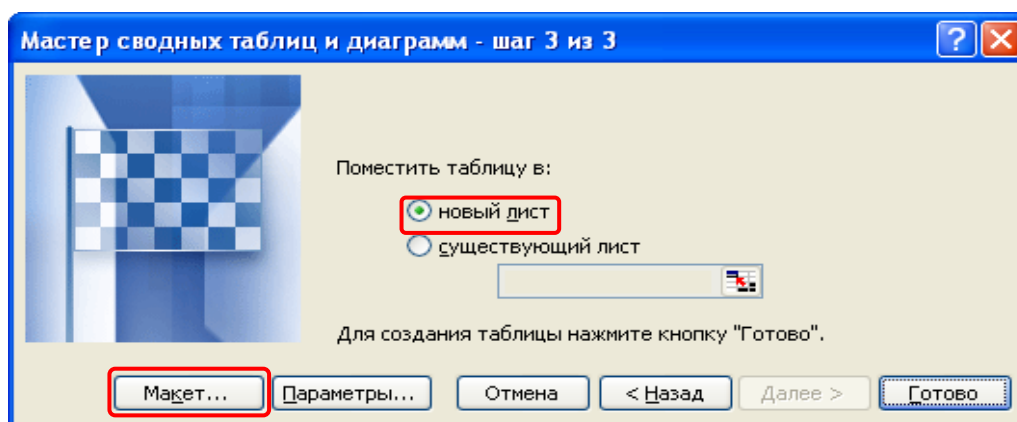 Мастер сводных таблиц и диаграмм - шаг 3 из 3
Поместить таблицу в:
новый лист
существующий лист
Для создания таблицы нажмите кнопку "Готово".
Макет... Параметры... Отмена < Назад Далее > Готово